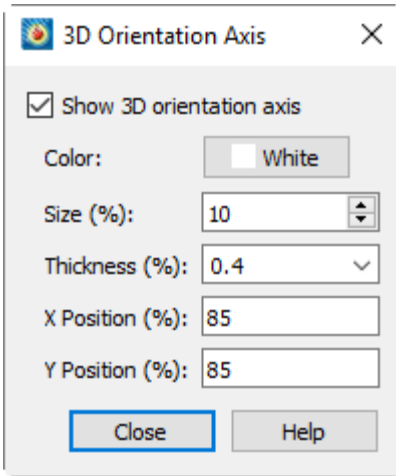 3D Orientation Axis
Show 3D orientation axis
Color: White
Size (%): 10
Thickness (%): 0.4
X Position (%): 85
Y Position (%): 85
Close Help